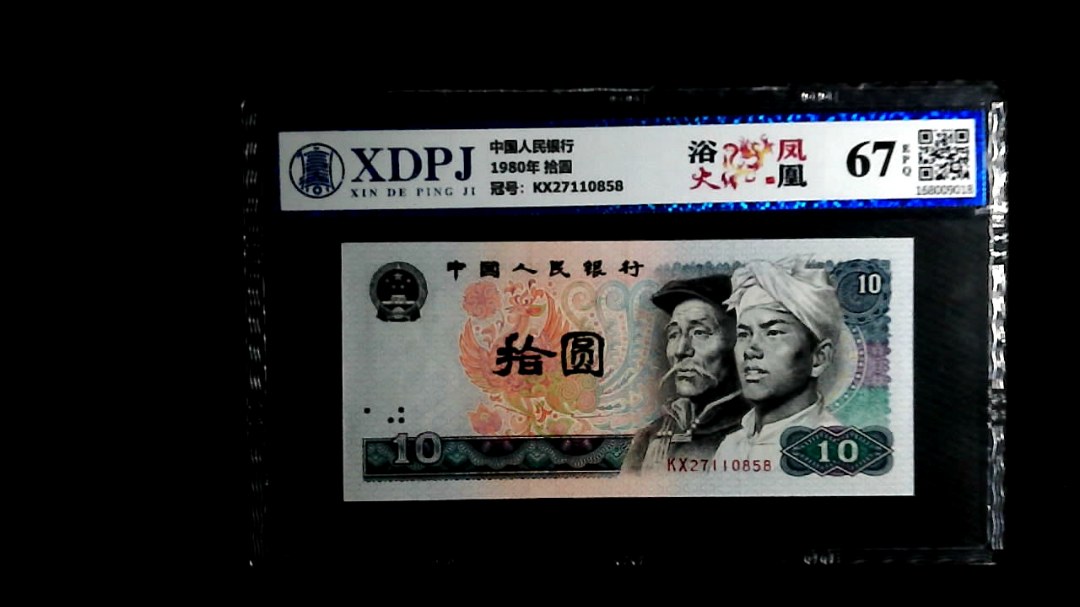 XDPJ
XIN DE PING JI
中国人民银行
1980年 拾圆
冠号：KX27110858
浴火
凤凰
67
EPQ
168009018
中國人民銀行
10
拾圆
10
KX27110858
10